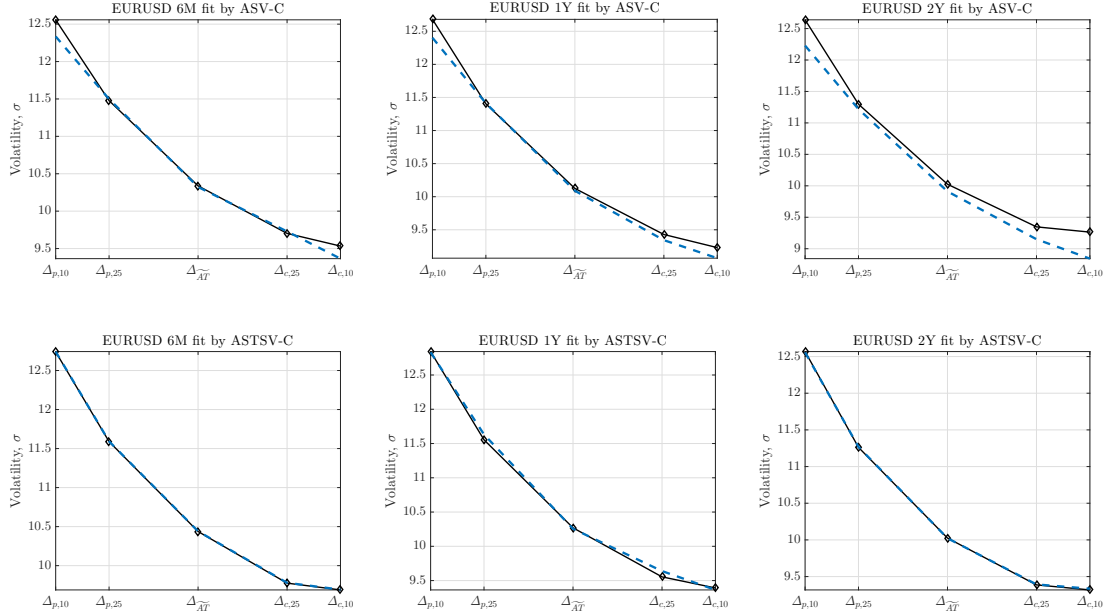 EURUSD 6M fit by ASV-C
12.5
12
11.5
11
10.5
10
9.5
Volatility, σ
Δp,10 Δp,25 ΔA͠T Δc,25 Δc,10
EURUSD 1Y fit by ASV-C
12.5
12
11.5
11
10.5
10
9.5
Volatility, σ
Δp,10 Δp,25 ΔA͠T Δc,25 Δc,10
EURUSD 2Y fit by ASV-C
12.5
12
11.5
11
10.5
10
9.5
9
Volatility, σ
Δp,10 Δp,25 ΔA͠T Δc,25 Δc,10
EURUSD 6M fit by ASTSV-C
12.5
12
11.5
11
10.5
10
Volatility, σ
Δp,10 Δp,25 ΔA͠T Δc,25 Δc,10
EURUSD 1Y fit by ASTSV-C
12.5
12
11.5
11
10.5
10
9.5
Volatility, σ
Δp,10 Δp,25 ΔA͠T Δc,25 Δc,10
EURUSD 2Y fit by ASTSV-C
12.5
12
11.5
11
10.5
10
9.5
Volatility, σ
Δp,10 Δp,25 ΔA͠T Δc,25 Δc,10